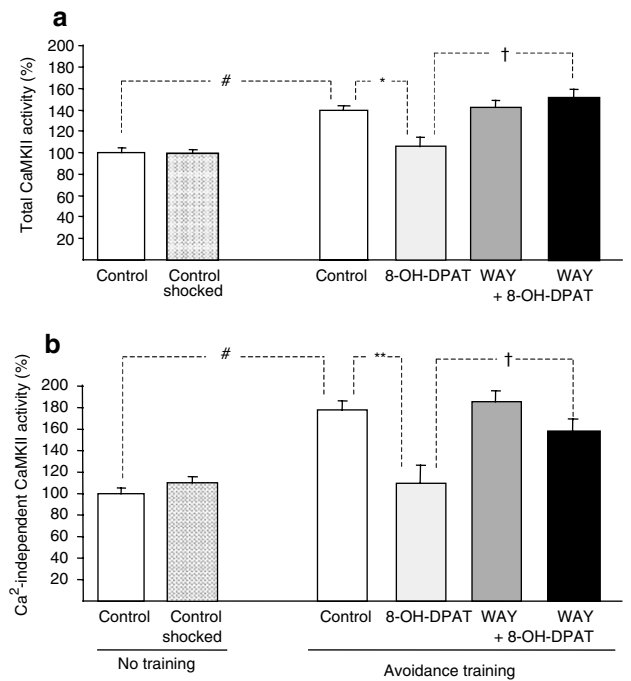 a
Total CaMKII activity (%)
200
180
160
140
120
100
80
60
40
20
# * †
Control Control shocked Control 8-OH-DPAT WAY WAY + 8-OH-DPAT
b
Ca2-independent CaMKII activity (%)
200
180
160
140
120
100
80
60
40
20
# ** †
Control Control shocked Control 8-OH-DPAT WAY WAY + 8-OH-DPAT
No training Avoidance training